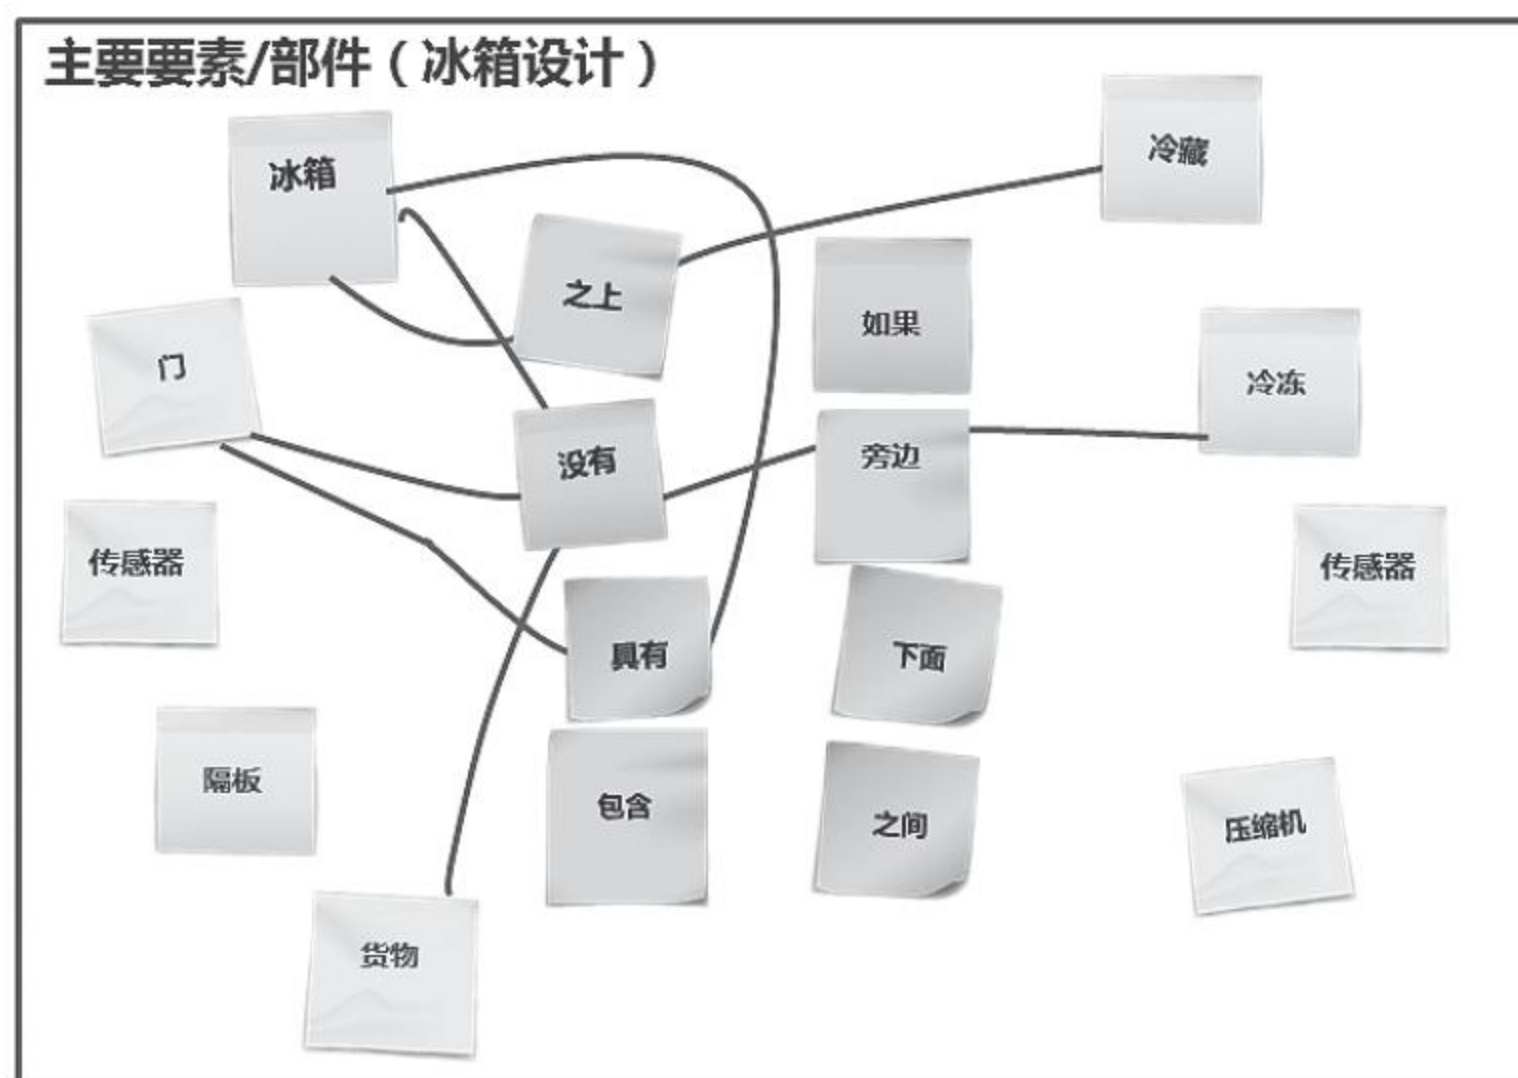 主要要素/部件（冰箱设计）
冰箱
冷藏
之上
如果
门
冷冻
没有
旁边
传感器
传感器
具有
下面
隔板
包含
之间
压缩机
货物